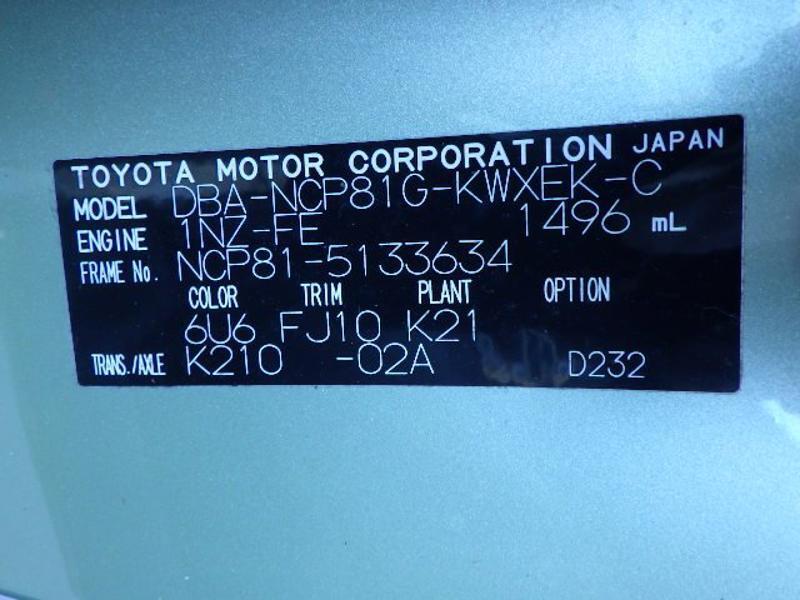 TOYOTA MOTOR CORPORATION JAPAN
MODEL DBA-NCP81G-KWXEK-C
ENGINE 1NZ-FE 1496 mL
FRAME No. NCP81-5133634
COLOR TRIM PLANT OPTION
6U6 FJ10 K21
TRANS./AXLE K210 -02A D232